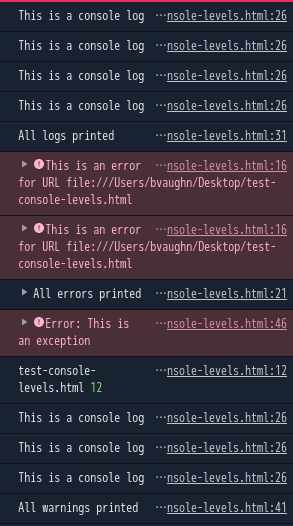 This is a console log …nsole-levels.html:26
This is a console log …nsole-levels.html:26
This is a console log …nsole-levels.html:26
This is a console log …nsole-levels.html:26
All logs printed …nsole-levels.html:31
This is an error …nsole-levels.html:16
for URL file:///Users/bvaughn/Desktop/test-
console-levels.html
This is an error …nsole-levels.html:16
for URL file:///Users/bvaughn/Desktop/test-
console-levels.html
All errors printed …nsole-levels.html:21
Error: This is …nsole-levels.html:46
an exception
test-console- …nsole-levels.html:12
levels.html 12
This is a console log …nsole-levels.html:26
This is a console log …nsole-levels.html:26
This is a console log …nsole-levels.html:26
All warnings printed …nsole-levels.html:41